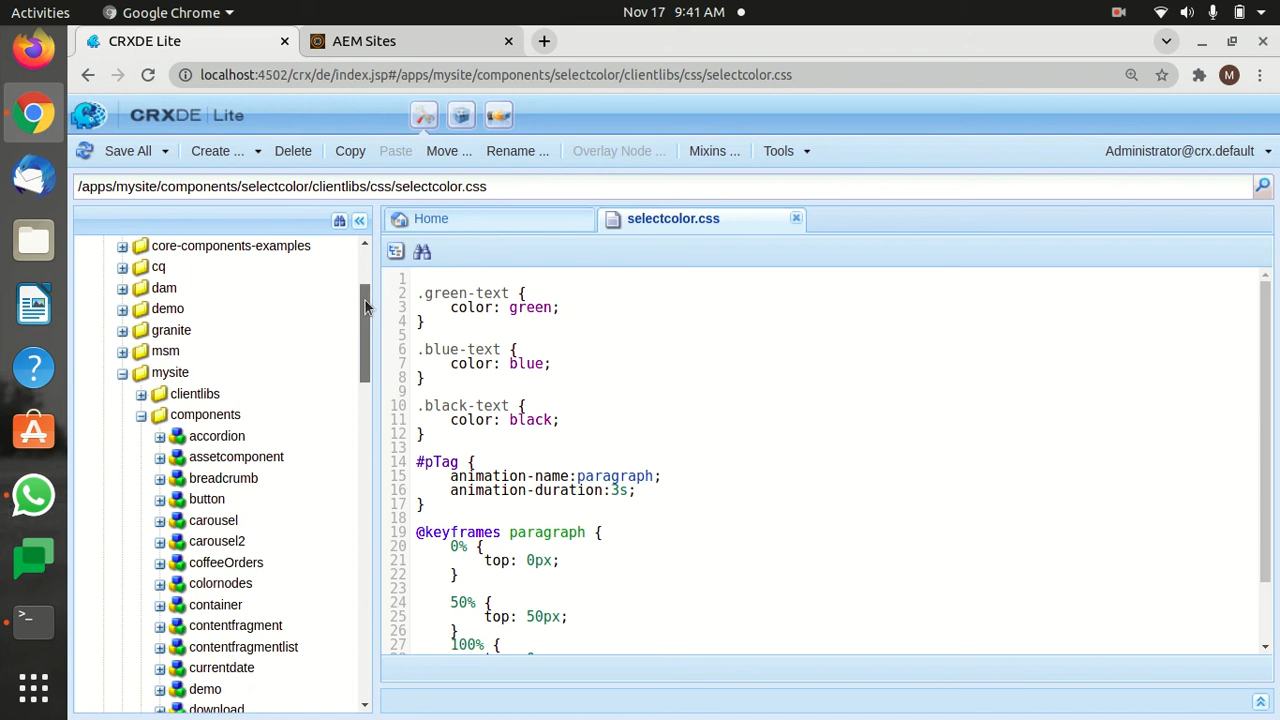 Activities
Google Chrome
Nov 17 9:41 AM
CRXDE Lite
AEM Sites
localhost:4502/crx/de/index.jsp#/apps/mysite/components/selectcolor/clientlibs/css/selectcolor.css
M
CRXDE | Lite
Save All
Create ...
Delete
Copy
Paste
Move ...
Rename ...
Overlay Node ...
Mixins ...
Tools
Administrator@crx.default
/apps/mysite/components/selectcolor/clientlibs/css/selectcolor.css
Home
selectcolor.css
core-components-examples
cq
dam
demo
granite
msm
mysite
clientlibs
components
accordion
assetcomponent
breadcrumb
button
carousel
carousel2
coffeeOrders
colornodes
container
contentfragment
contentfragmentlist
currentdate
demo
download
1
2 .green-text {
3 color: green;
4 }
5
6 .blue-text {
7 color: blue;
8 }
9
10 .black-text {
11 color: black;
12 }
13
14 #pTag {
15 animation-name:paragraph;
16 animation-duration:3s;
17 }
18
19 @keyframes paragraph {
20 0% {
21 top: 0px;
22 }
23
24 50% {
25 top: 50px;
26 }
27 100% {